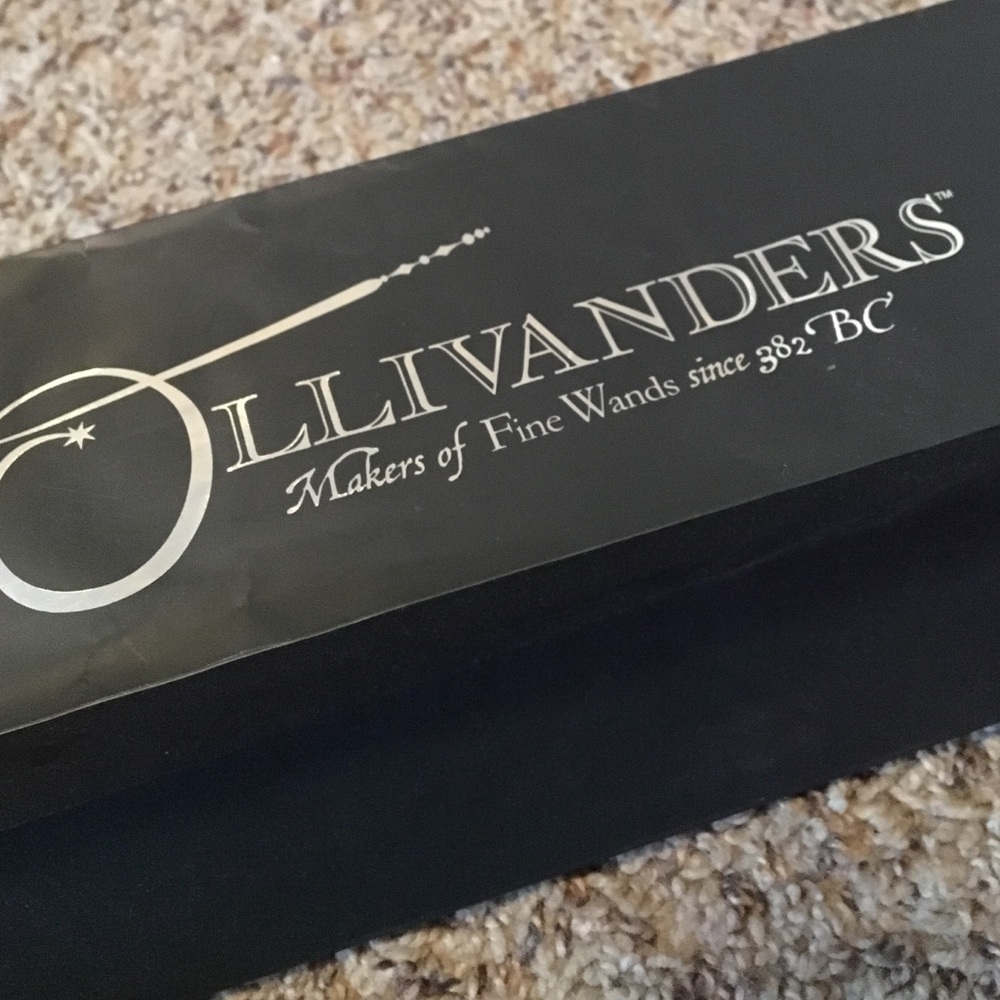 OLLIVANDERS™
Makers of Fine Wands since 382 BC